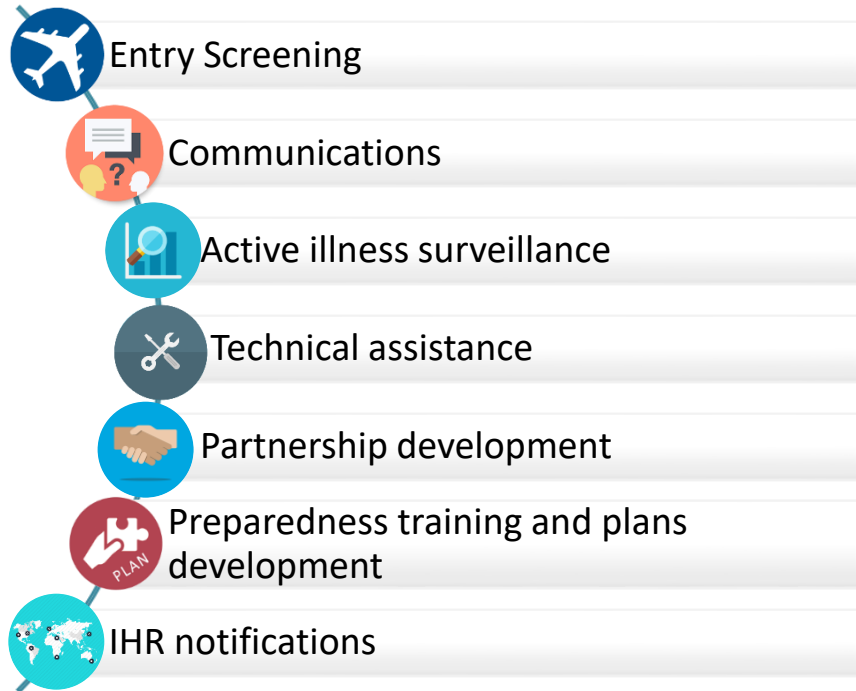 Entry Screening
?
Communications
Active illness surveillance
Technical assistance
Partnership development
Preparedness training and plans
development
PLAN
IHR notifications